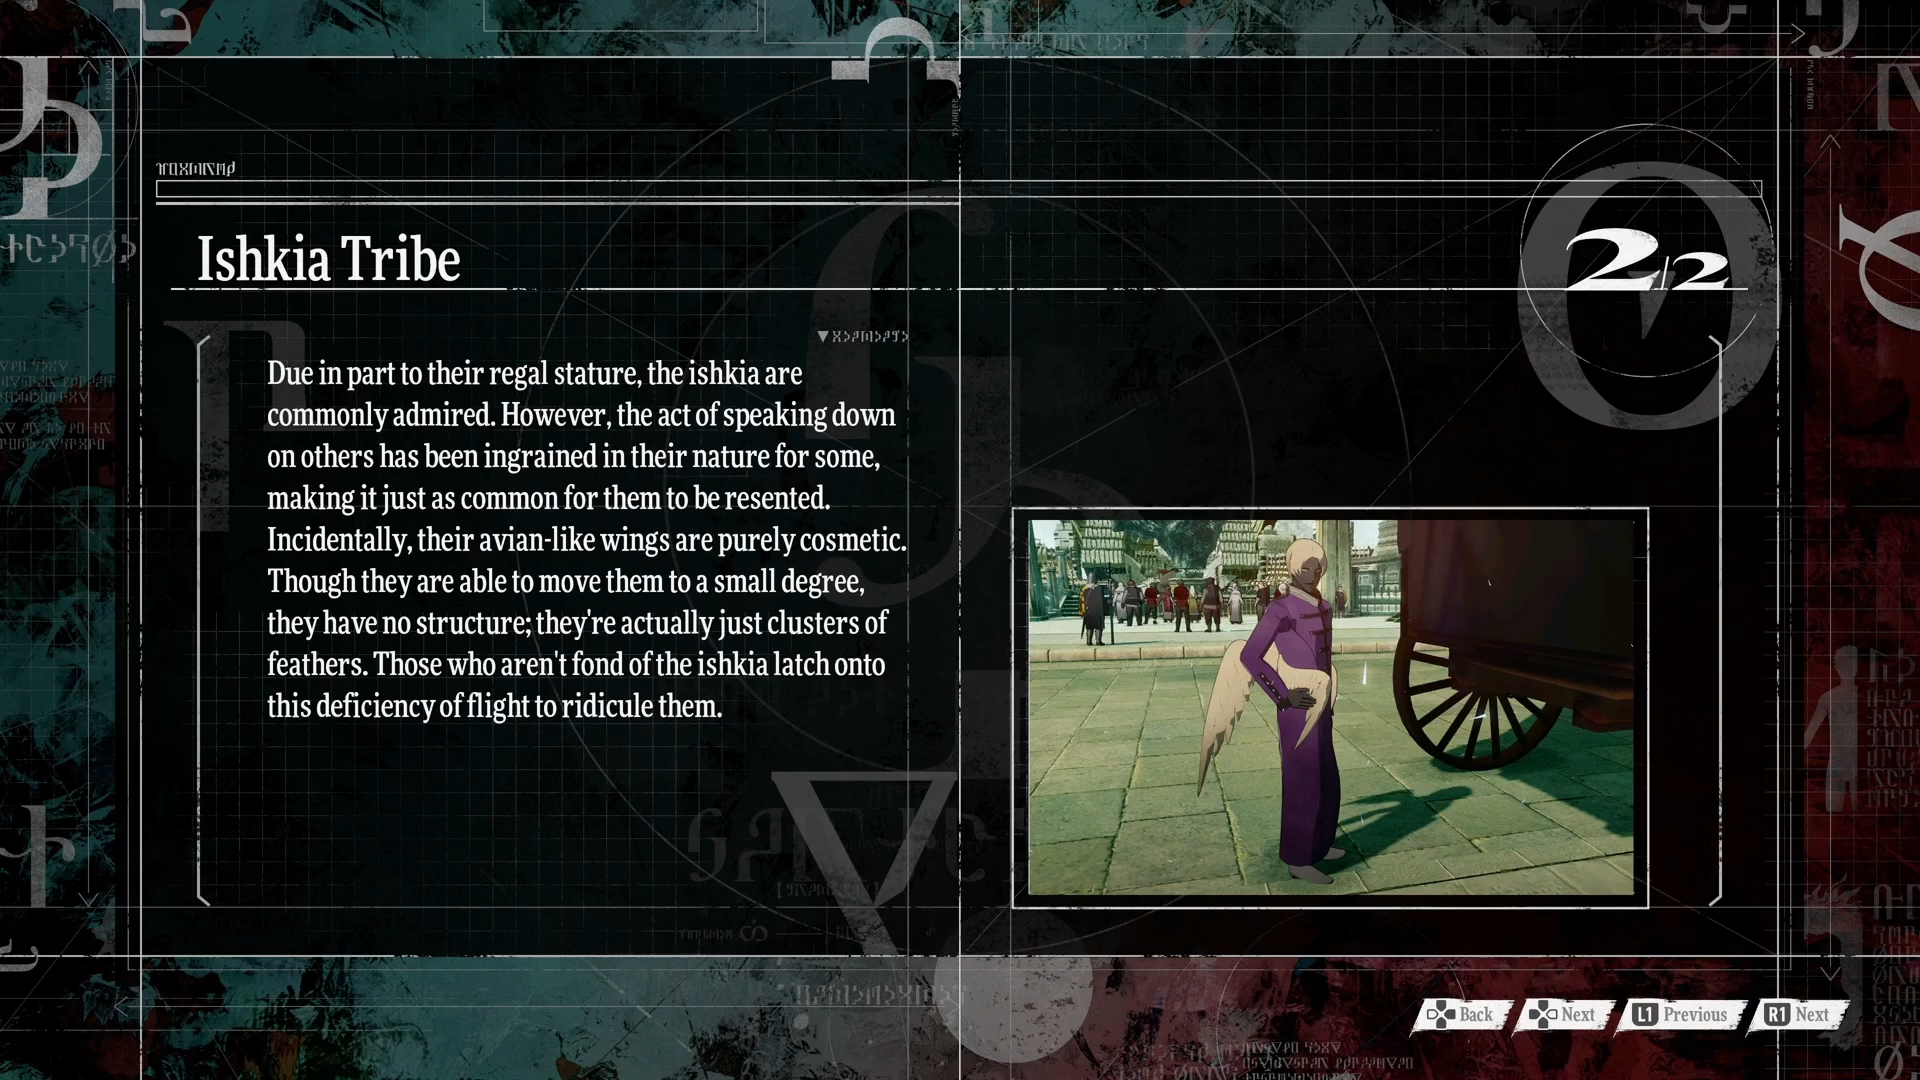 Ishkia Tribe
2/2
Due in part to their regal stature, the ishkia are
commonly admired. However, the act of speaking down
on others has been ingrained in their nature for some,
making it just as common for them to be resented.
Incidentally, their avian-like wings are purely cosmetic.
Though they are able to move them to a small degree,
they have no structure; they're actually just clusters of
feathers. Those who aren't fond of the ishkia latch onto
this deficiency of flight to ridicule them.
Back
Next
L1 Previous
R1 Next